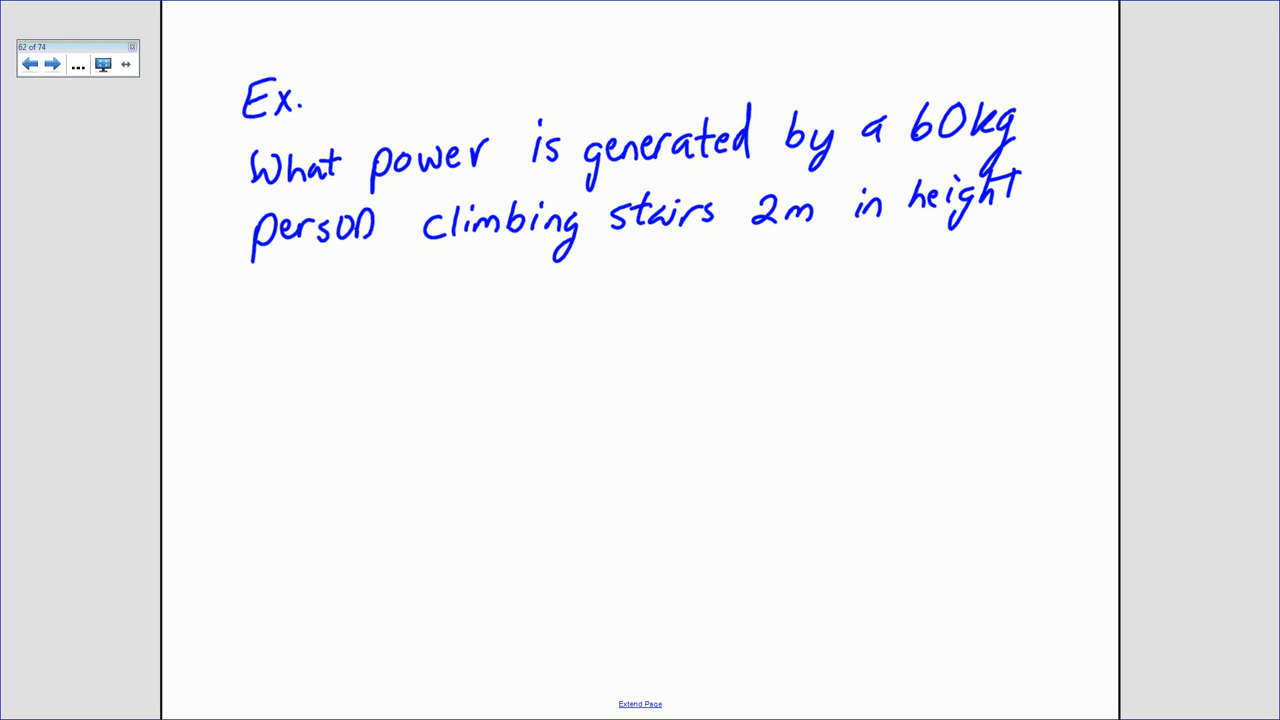 62 of 74
Ex.
What power is generated by a 60kg
person climbing stairs 2m in height
Extend Page